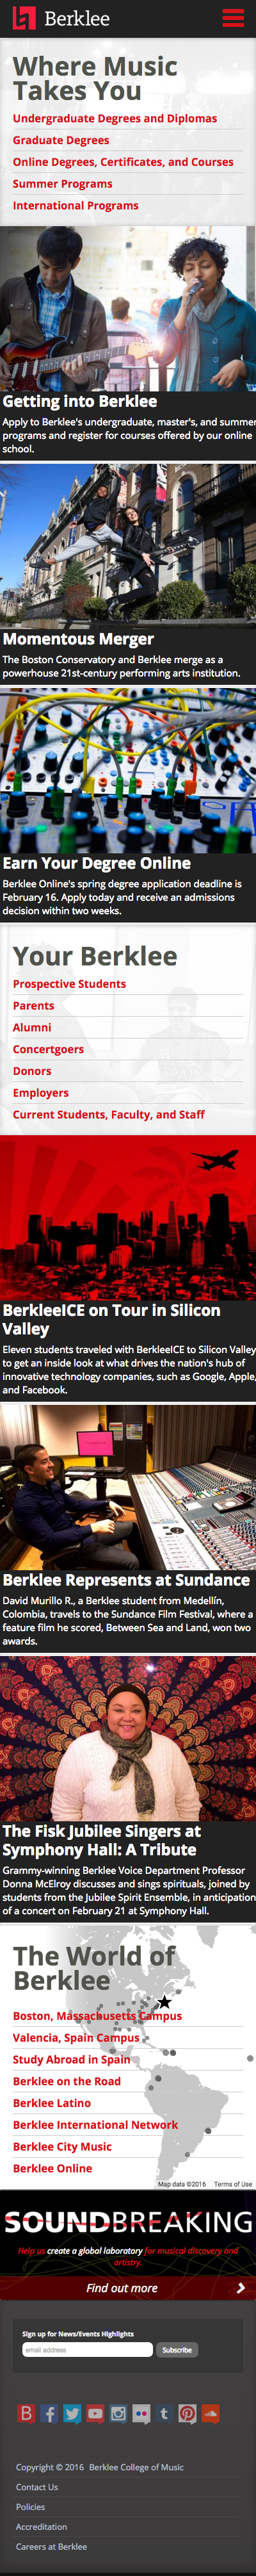 Berklee
Where Music
Takes You
Undergraduate Degrees and Diplomas
Graduate Degrees
Online Degrees, Certificates, and Courses
Summer Programs
International Programs
Getting into Berklee
Apply to Berklee's undergraduate, master's, and summer
programs and register for courses offered by our online
school.
Momentous Merger
The Boston Conservatory and Berklee merge as a
powerhouse 21st-century performing arts institution.
Earn Your Degree Online
Berklee Online's spring degree application deadline is
February 16. Apply today and receive an admissions
decision within two weeks.
Your Berklee
Prospective Students
Parents
Alumni
Concertgoers
Donors
Employers
Current Students, Faculty, and Staff
BerkleeICE on Tour in Silicon
Valley
Eleven students traveled with BerkleeICE to Silicon Valley
to get an inside look at what drives the nation's hub of
innovative technology companies, such as Google, Apple,
and Facebook.
Berklee Represents at Sundance
David Murillo R., a Berklee student from Medellín,
Colombia, travels to the Sundance Film Festival, where a
feature film he scored, Between Sea and Land, won two
awards.
The Fisk Jubilee Singers at
Symphony Hall: A Tribute
Grammy-winning Berklee Voice Department Professor
Donna McElroy discusses and sings spirituals, joined by
students from the Jubilee Spirit Ensemble, in anticipation
of a concert on February 21 at Symphony Hall.
The World of
Berklee
Boston, Massachusetts Campus
Valencia, Spain Campus
Study Abroad in Spain
Berklee on the Road
Berklee Latino
Berklee International Network
Berklee City Music
Berklee Online
Map data ©2016 Terms of Use
SOUNDBREAKING
Help us create a global laboratory for musical discovery and
artistry.
Find out more
Sign up for News/Events Highlights
email address
Subscribe
Copyright © 2016 Berklee College of Music
Contact Us
Policies
Accreditation
Careers at Berklee